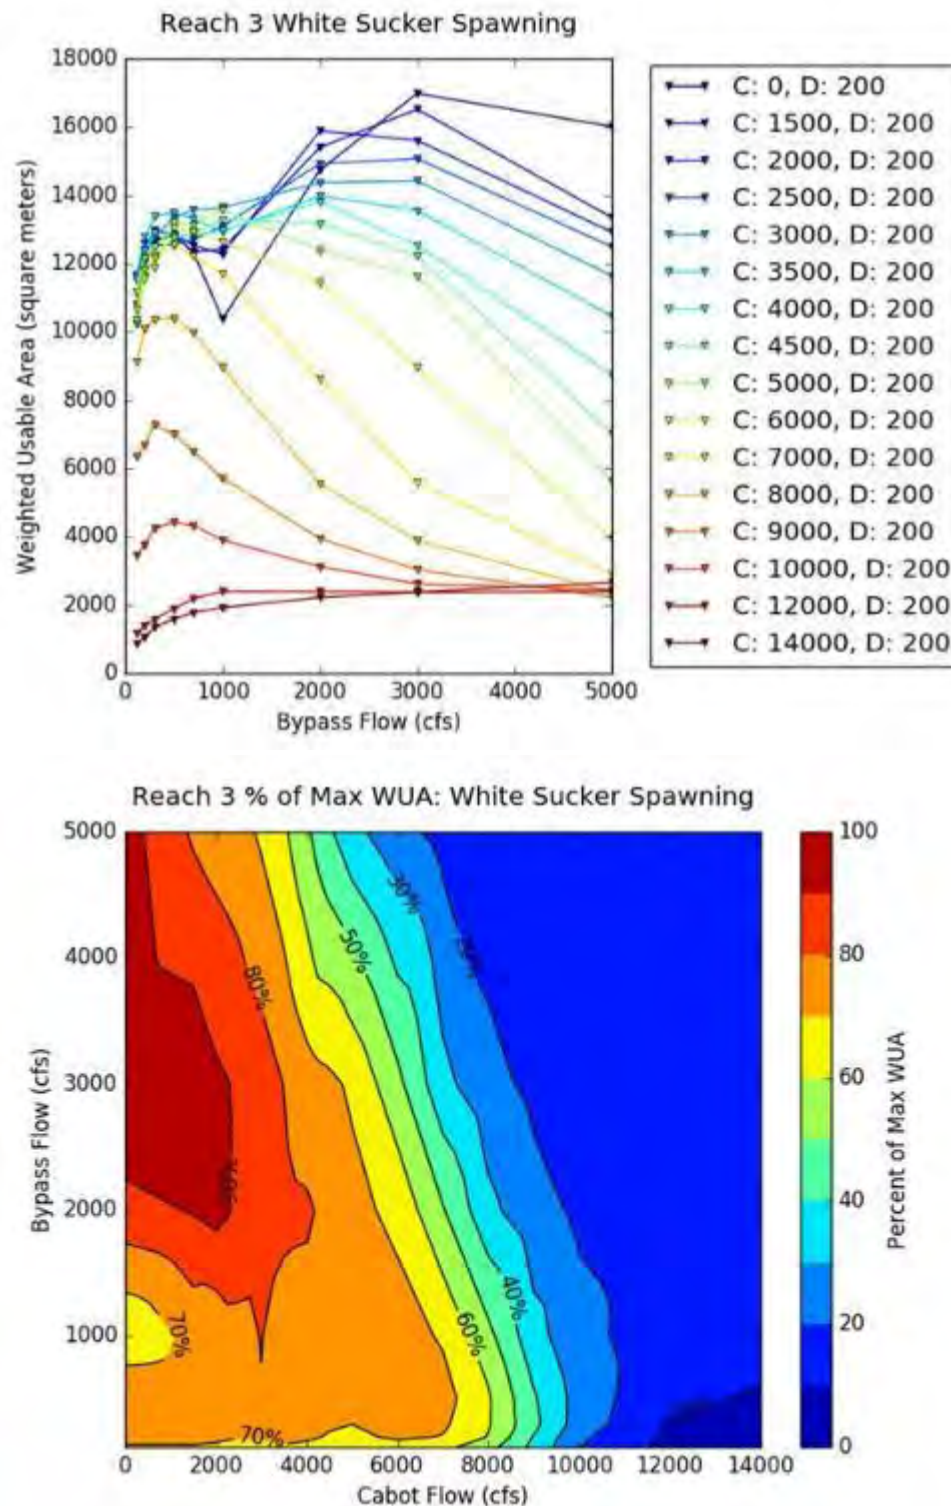 Reach 3 White Sucker Spawning
18000
16000
14000
12000
10000
8000
6000
4000
2000
0
Weighted Usable Area (square meters)
0 1000 2000 3000 4000 5000
Bypass Flow (cfs)
C: 0, D: 200
C: 1500, D: 200
C: 2000, D: 200
C: 2500, D: 200
C: 3000, D: 200
C: 3500, D: 200
C: 4000, D: 200
C: 4500, D: 200
C: 5000, D: 200
C: 6000, D: 200
C: 7000, D: 200
C: 8000, D: 200
C: 9000, D: 200
C: 10000, D: 200
C: 12000, D: 200
C: 14000, D: 200
Reach 3 % of Max WUA: White Sucker Spawning
5000
4000
3000
2000
1000
Bypass Flow (cfs)
30%
50%
80%
40%
60%
70%
70%
0 2000 4000 6000 8000 10000 12000 14000
Cabot Flow (cfs)
100
80
60
40
20
0
Percent of Max WUA